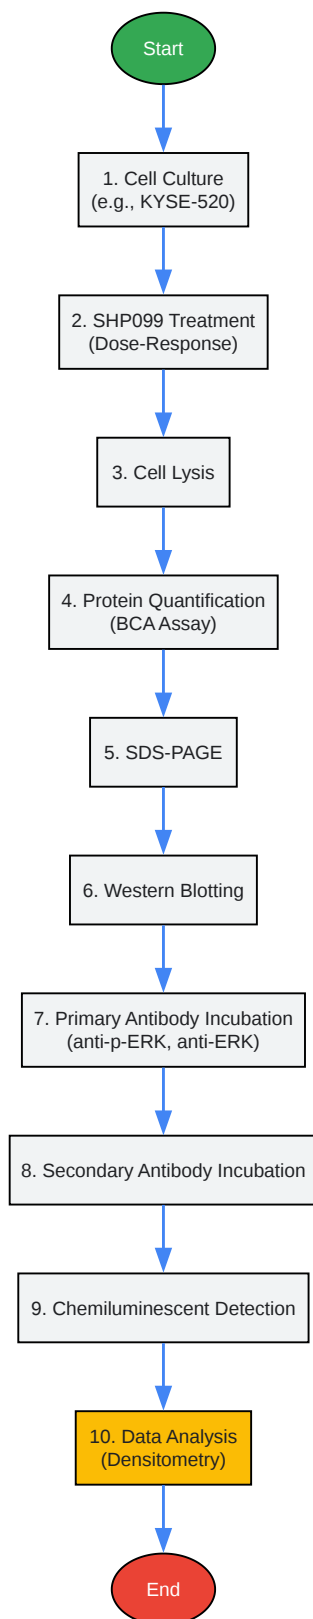 Start
1. Cell Culture
(e.g., KYSE-520)
2. SHP099 Treatment
(Dose-Response)
3. Cell Lysis
4. Protein Quantification
(BCA Assay)
5. SDS-PAGE
6. Western Blotting
7. Primary Antibody Incubation
(anti-p-ERK, anti-ERK)
8. Secondary Antibody Incubation
9. Chemiluminescent Detection
10. Data Analysis
(Densitometry)
End